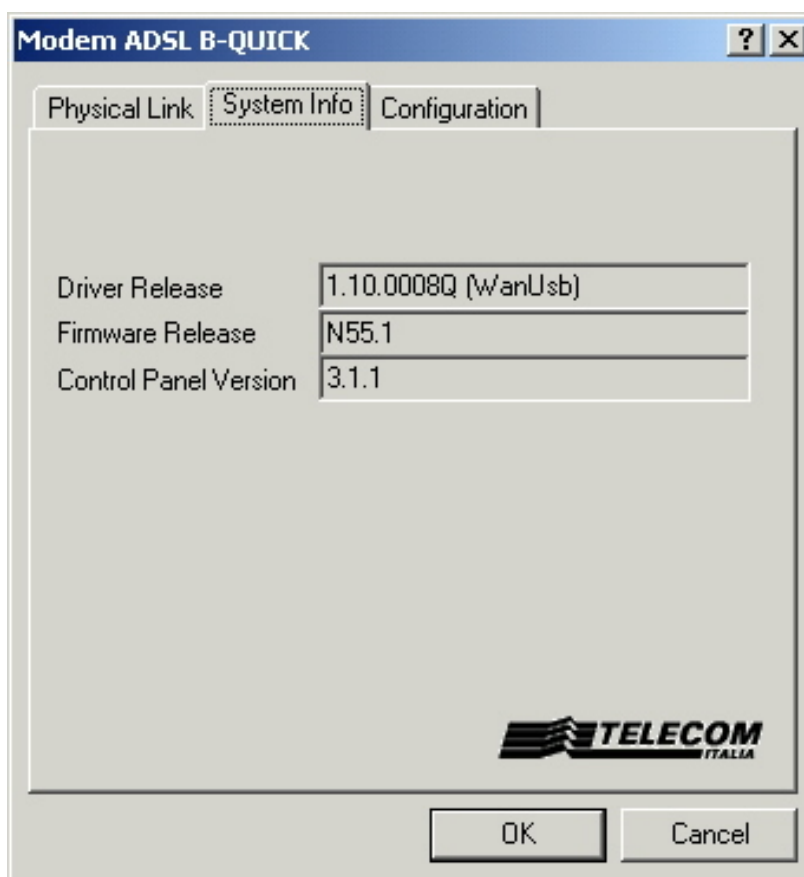 Modem ADSL B-QUICK
Physical Link System Info Configuration
Driver Release 1.10.0008Q (WanUsb)
Firmware Release N55.1
Control Panel Version 3.1.1
TELECOM
ITALIA
OK Cancel